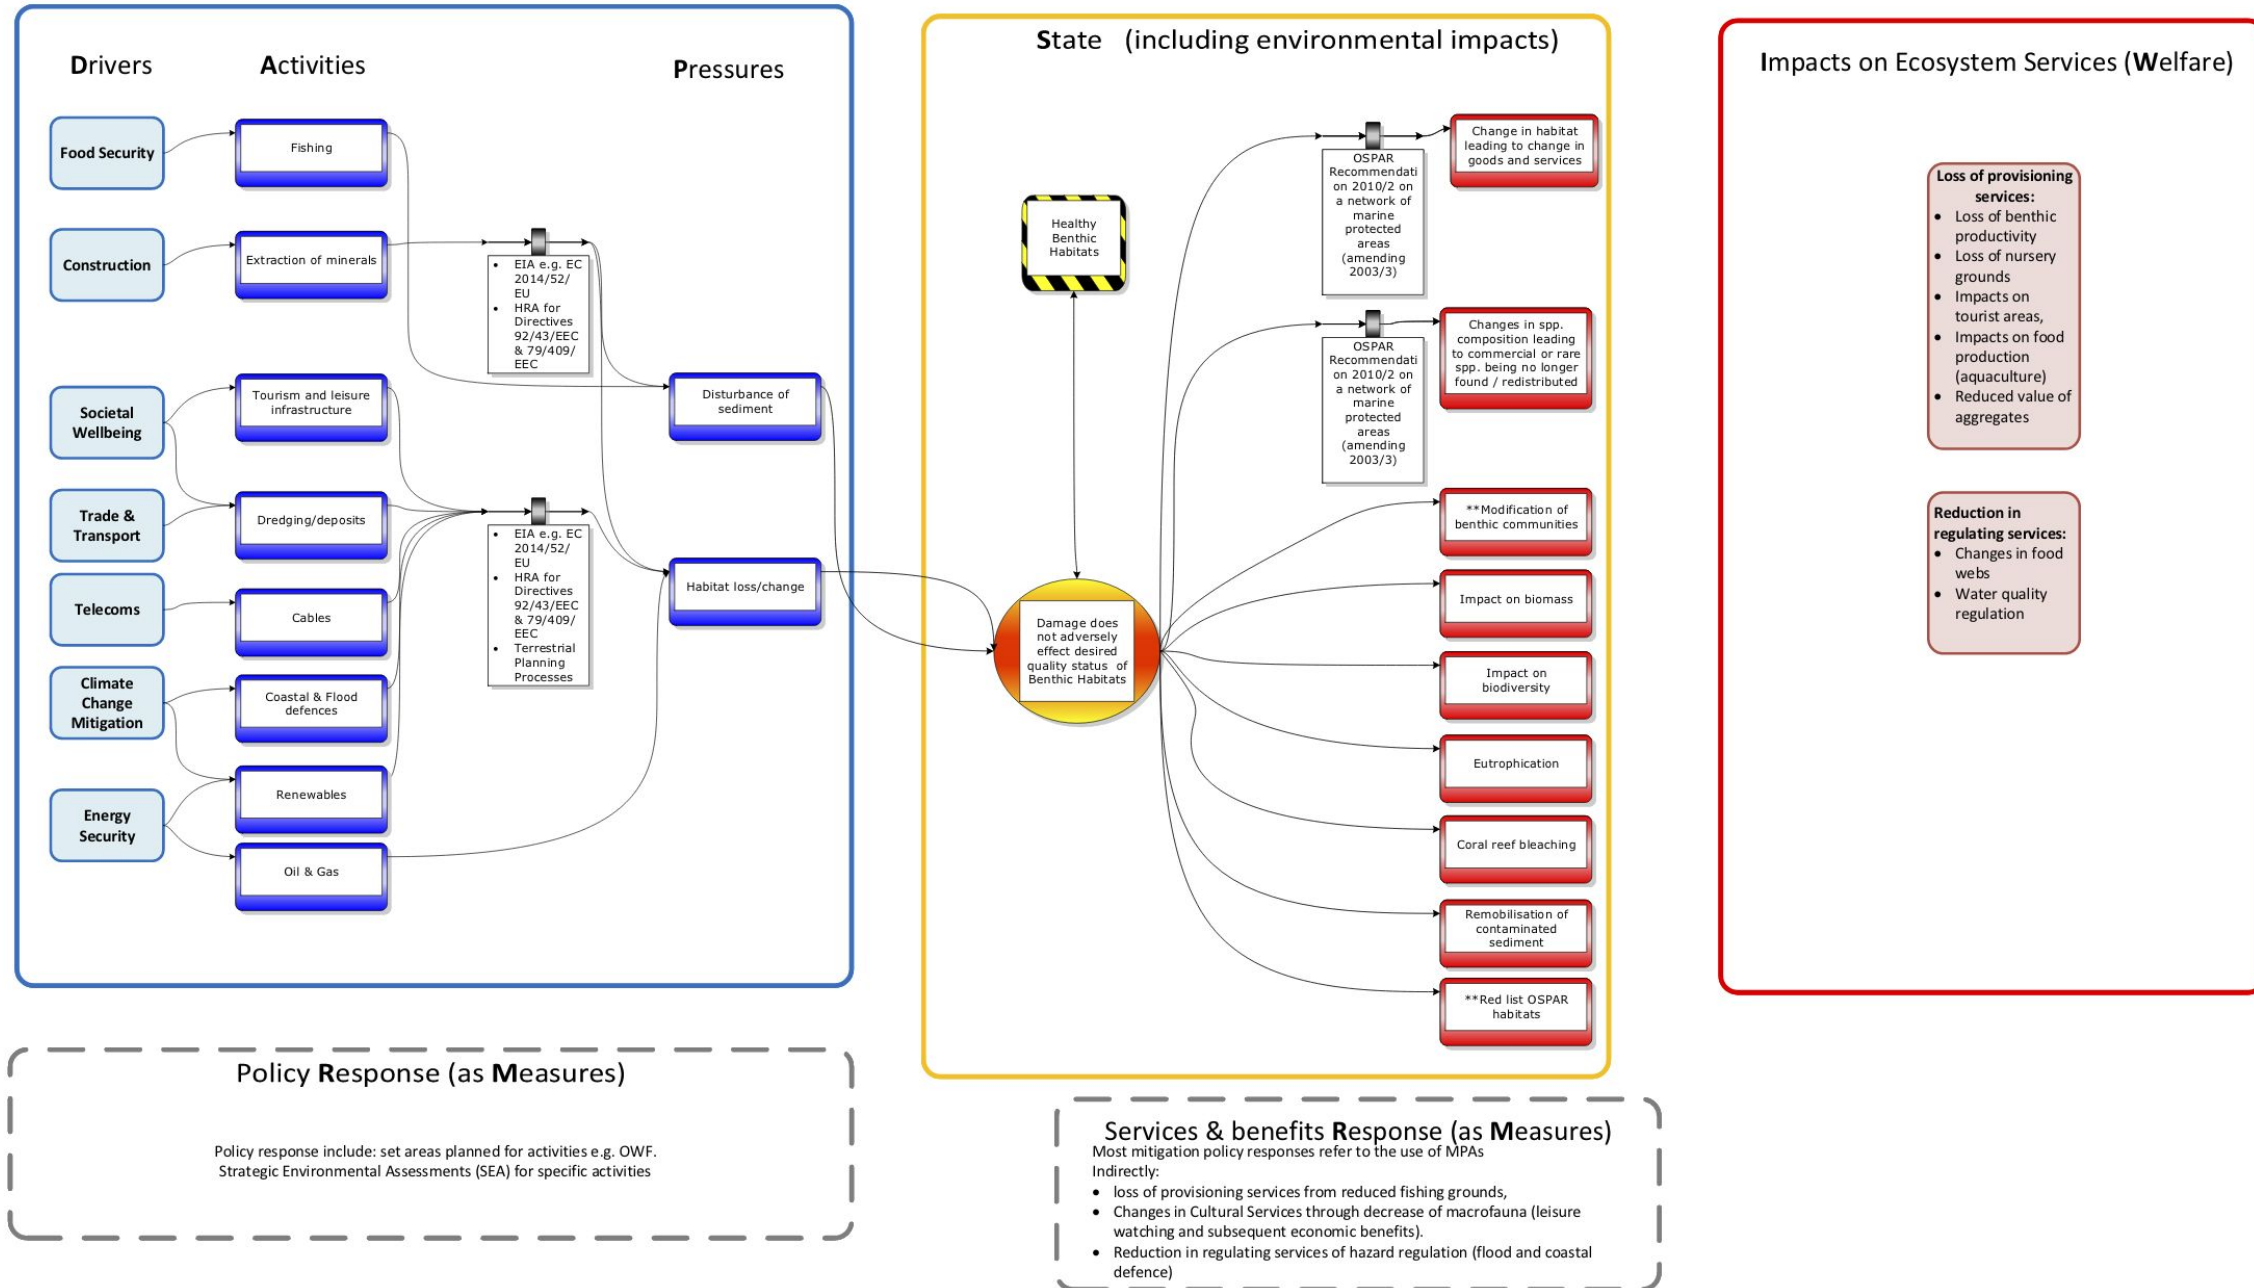 Drivers
Activities
Pressures
Food Security
Construction
Societal
Wellbeing
Trade &
Transport
Telecoms
Climate
Change
Mitigation
Energy
Security
Fishing
Extraction of minerals
Tourism and leisure
infrastructure
Dredging/deposits
Cables
Coastal & Flood
defences
Renewables
Oil & Gas
• EIA e.g. EC
2014/52/
EU
• HRA for
Directives
92/43/EEC
& 79/409/
EEC
• EIA e.g. EC
2014/52/
EU
• HRA for
Directives
92/43/EEC
& 79/409/
EEC
• Terrestrial
Planning
Processes
Disturbance of
sediment
Habitat loss/change
State (including environmental impacts)
Healthy
Benthic
Habitats
Damage does
not adversely
effect desired
quality status of
Benthic Habitats
OSPAR
Recommendati
on 2010/2 on
a network of
marine
protected
areas
(amending
2003/3)
OSPAR
Recommendati
on 2010/2 on
a network of
marine
protected
areas
(amending
2003/3)
Change in habitat
leading to change in
goods and services
Changes in spp.
composition leading
to commercial or rare
spp. being no longer
found / redistributed
**Modification of
benthic communities
Impact on biomass
Impact on
biodiversity
Eutrophication
Coral reef bleaching
Remobilisation of
contaminated
sediment
**Red list OSPAR
habitats
Impacts on Ecosystem Services (Welfare)
Loss of provisioning
services:
• Loss of benthic
productivity
• Loss of nursery
grounds
• Impacts on
tourist areas,
• Impacts on food
production
(aquaculture)
• Reduced value of
aggregates
Reduction in
regulating services:
• Changes in food
webs
• Water quality
regulation
Policy Response (as Measures)
Policy response include: set areas planned for activities e.g. OWF.
Strategic Environmental Assessments (SEA) for specific activities
Services & benefits Response (as Measures)
Most mitigation policy responses refer to the use of MPAs
Indirectly:
• loss of provisioning services from reduced fishing grounds,
• Changes in Cultural Services through decrease of macrofauna (leisure
watching and subsequent economic benefits).
• Reduction in regulating services of hazard regulation (flood and coastal
defence)